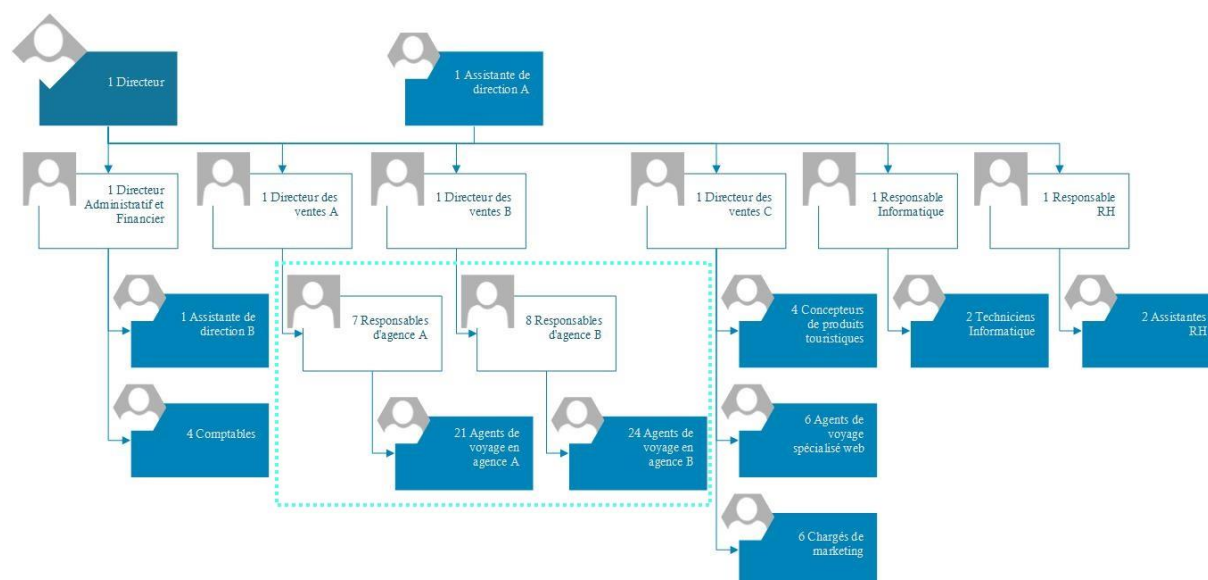 1 Directeur
1 Assistante de
direction A
1 Directeur
Administratif et
Financier
1 Directeur des
ventes A
1 Directeur des
ventes B
1 Directeur des
ventes C
1 Responsable
Informatique
1 Responsable
RH
1 Assistante de
direction B
7 Responsables
d'agence A
8 Responsables
d'agence B
4 Concepteurs
de produits
touristiques
2 Techniciens
Informatique
2 Assistantes
RH
4 Comptables
21 Agents de
voyage en
agence A
24 Agents de
voyage en
agence B
6 Agents de
voyage
spécialisé web
6 Chargés de
marketing